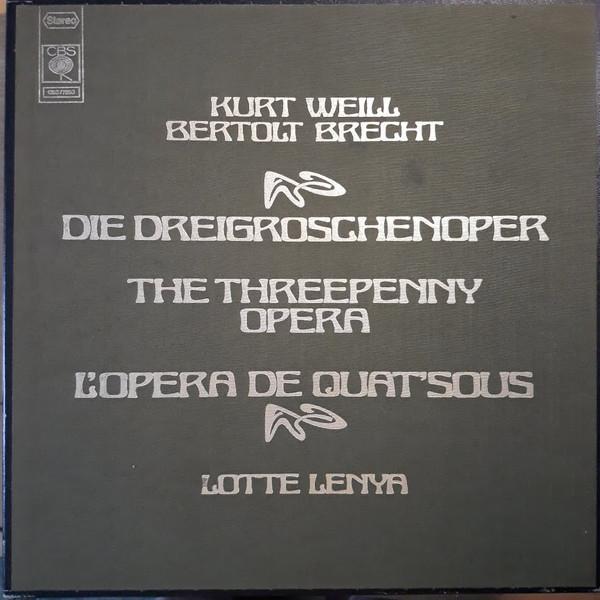 Stereo
CBS
KURT WEILL
BERTOLT BRECHT
DIE DREIGROSCHENOPER
THE THREEPENNY
OPERA
L'OPERA DE QUAT'SOUS
LOTTE LENYA